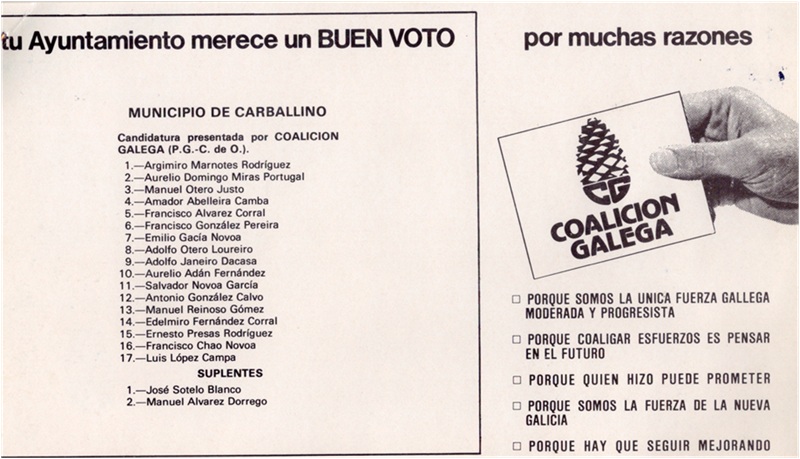 tu Ayuntamiento merece un BUEN VOTO
MUNICIPIO DE CARBALLINO
Candidatura presentada por COALICION
GALEGA (P.G.-C. de O.).
1.—Argimiro Marnotes Rodríguez
2.—Aurelio Domingo Miras Portugal
3.—Manuel Otero Justo
4.—Amador Abelleira Camba
5.—Francisco Alvarez Corral
6.—Francisco González Pereira
7.—Emilio Gacía Novoa
8.—Adolfo Otero Loureiro
9.—Adolfo Janeiro Dacasa
10.—Aurelio Adán Fernández
11.—Salvador Novoa García
12.—Antonio González Calvo
13.—Manuel Reinoso Gómez
14.—Edelmiro Fernández Corral
15.—Ernesto Presas Rodríguez
16.—Francisco Chao Novoa
17.—Luis López Campa
SUPLENTES
1.—José Sotelo Blanco
2.—Manuel Alvarez Dorrego
por muchas razones
CG
COALICION
GALEGA
PORQUE SOMOS LA UNICA FUERZA GALLEGA
MODERADA Y PROGRESISTA
PORQUE COALIGAR ESFUERZOS ES PENSAR
EN EL FUTURO
PORQUE QUIEN HIZO PUEDE PROMETER
PORQUE SOMOS LA FUERZA DE LA NUEVA
GALICIA
PORQUE HAY QUE SEGUIR MEJORANDO